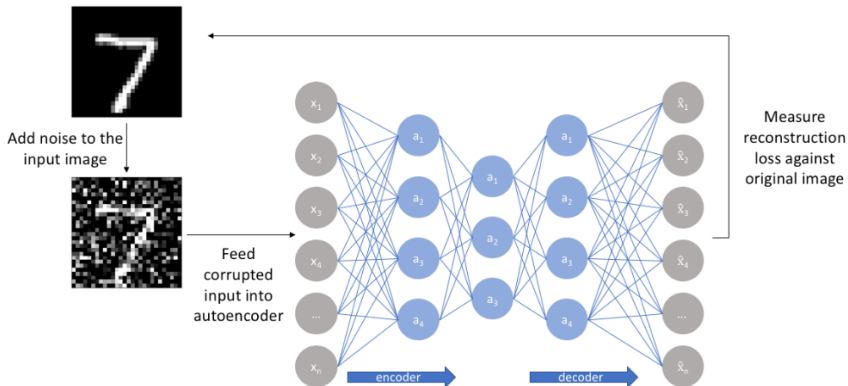 7
Add noise to the
input image
7
Feed
corrupted
input into
autoencoder
x₁
x₂
x₃
x₄
...
xₙ
a₁
a₂
a₃
a₄
a₁
a₂
a₃
a₁
a₂
a₃
a₄
x̂₁
x̂₂
x̂₃
x̂₄
...
x̂ₙ
encoder
decoder
Measure
reconstruction
loss against
original image